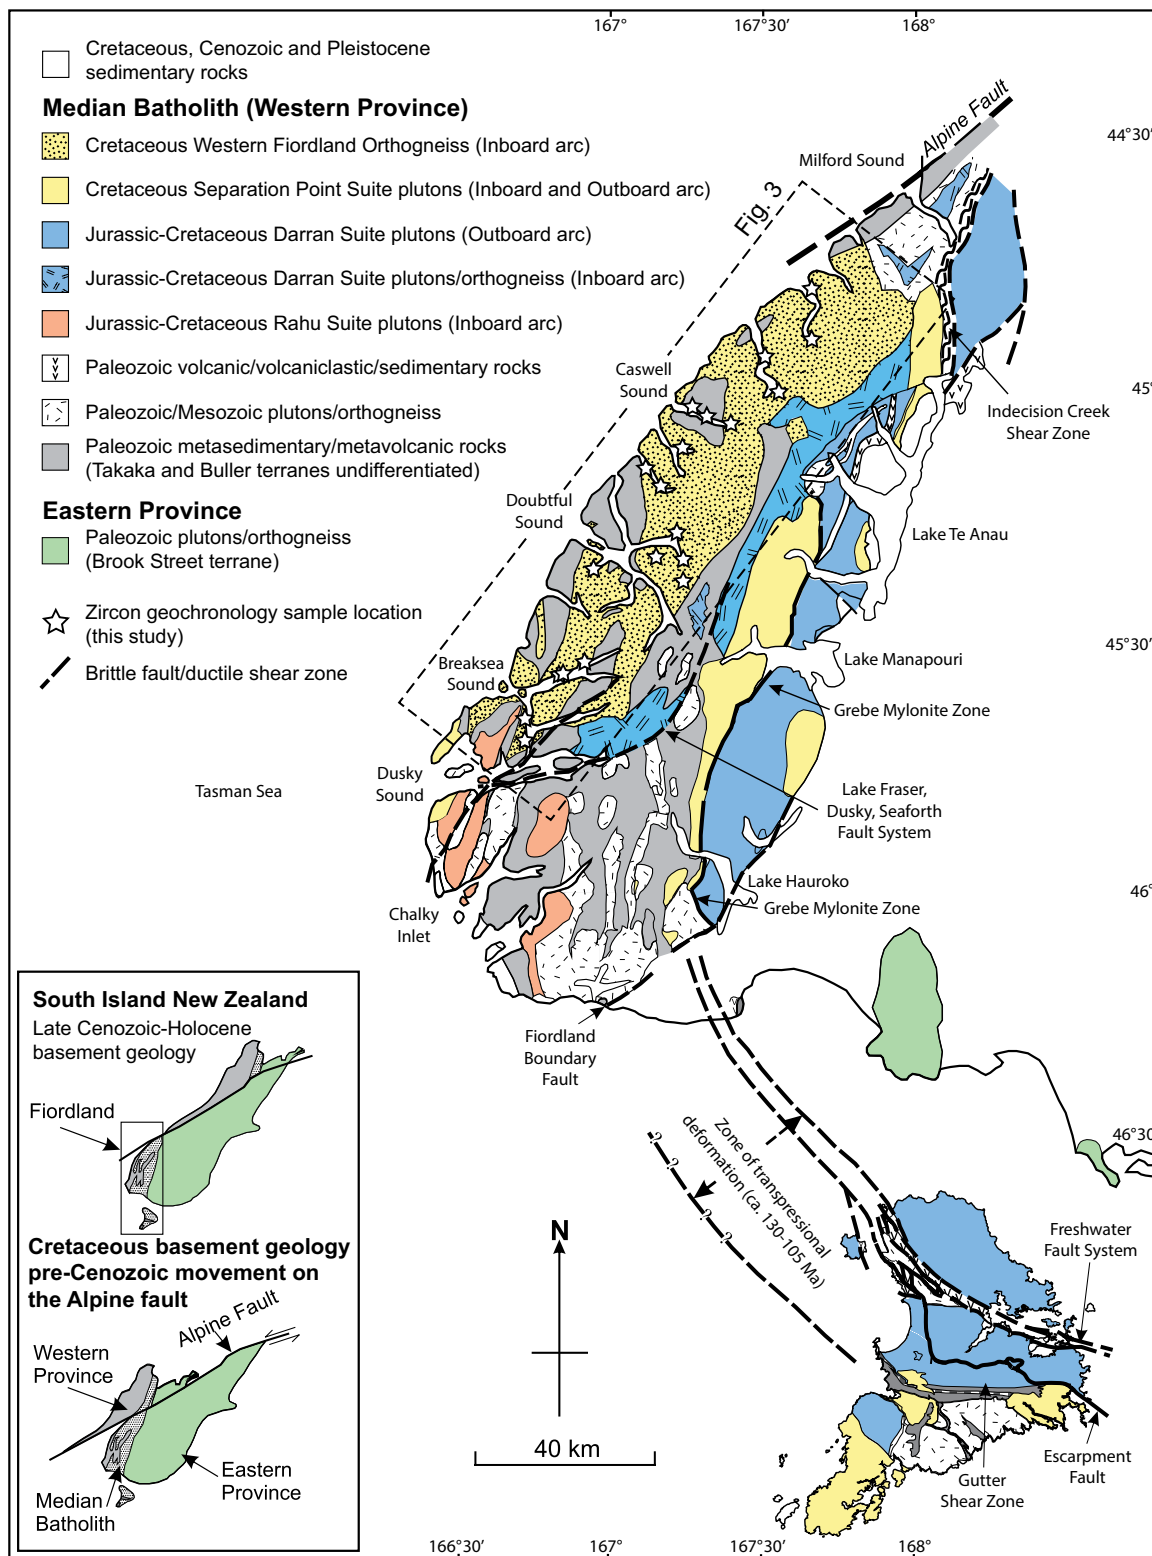 167°
167°30′
168°
Cretaceous, Cenozoic and Pleistocene
sedimentary rocks
Median Batholith (Western Province)
Cretaceous Western Fiordland Orthogneiss (Inboard arc)
Cretaceous Separation Point Suite plutons (Inboard and Outboard arc)
Jurassic-Cretaceous Darran Suite plutons (Outboard arc)
Jurassic-Cretaceous Darran Suite plutons/orthogneiss (Inboard arc)
Jurassic-Cretaceous Rahu Suite plutons (Inboard arc)
Paleozoic volcanic/volcaniclastic/sedimentary rocks
Paleozoic/Mesozoic plutons/orthogneiss
Paleozoic metasedimentary/metavolcanic rocks
(Takaka and Buller terranes undifferentiated)
Eastern Province
Paleozoic plutons/orthogneiss
(Brook Street terrane)
Zircon geochronology sample location
(this study)
Brittle fault/ductile shear zone
Alpine Fault
44°30′
Milford Sound
Fig. 3
Caswell
Sound
45°
Indecision Creek
Shear Zone
Doubtful
Sound
Lake Te Anau
Breaksea
Sound
45°30′
Lake Manapouri
Grebe Mylonite Zone
Tasman Sea
Dusky
Sound
Lake Fraser,
Dusky, Seaforth
Fault System
Lake Hauroko
46°
Grebe Mylonite Zone
Chalky
Inlet
Fiordland
Boundary
Fault
46°30
Zone of transpressional
deformation (ca. 130-105 Ma)
?
?
?
?
Freshwater
Fault System
N
40 km
Escarpment
Fault
Gutter
Shear Zone
South Island New Zealand
Late Cenozoic-Holocene
basement geology
Fiordland
Cretaceous basement geology
pre-Cenozoic movement on
the Alpine fault
Alpine Fault
Western
Province
Eastern
Province
Median
Batholith
166°30′
167°
167°30′
168°